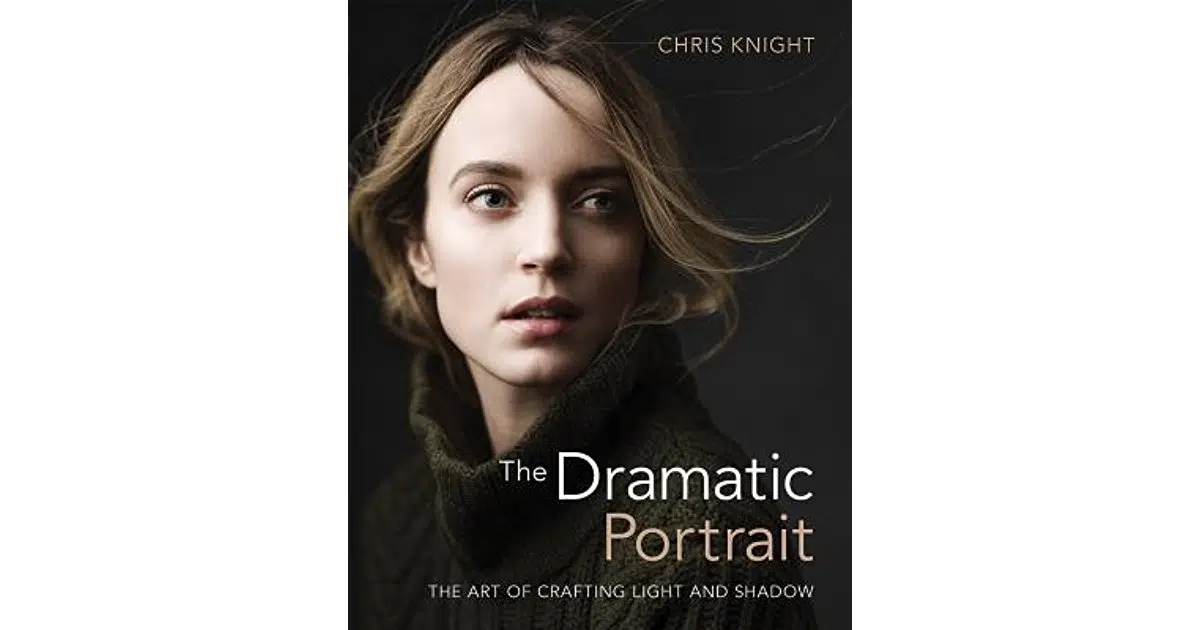 CHRIS KNIGHT
The Dramatic
Portrait
THE ART OF CRAFTING LIGHT AND SHADOW